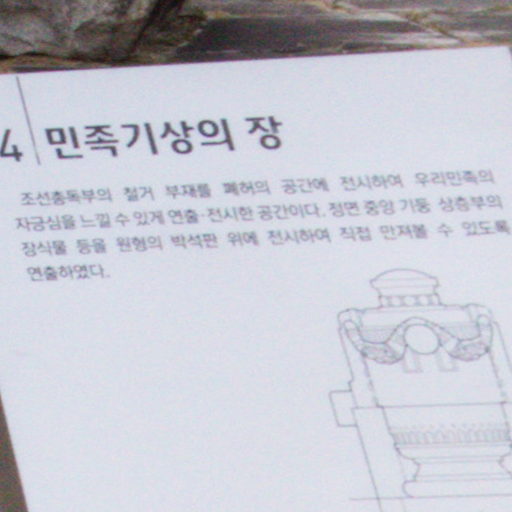 4 민족기상의 장
조선총독부의 철거 부재를 폐허의 공간에 전시하여 우리민족의
자긍심을 느낄 수 있게 연출·전시한 공간이다. 정면 중앙 기둥 상층부의
장식물 등을 원형의 박석판 위에 전시하여 직접 만져볼 수 있도록
연출하였다.